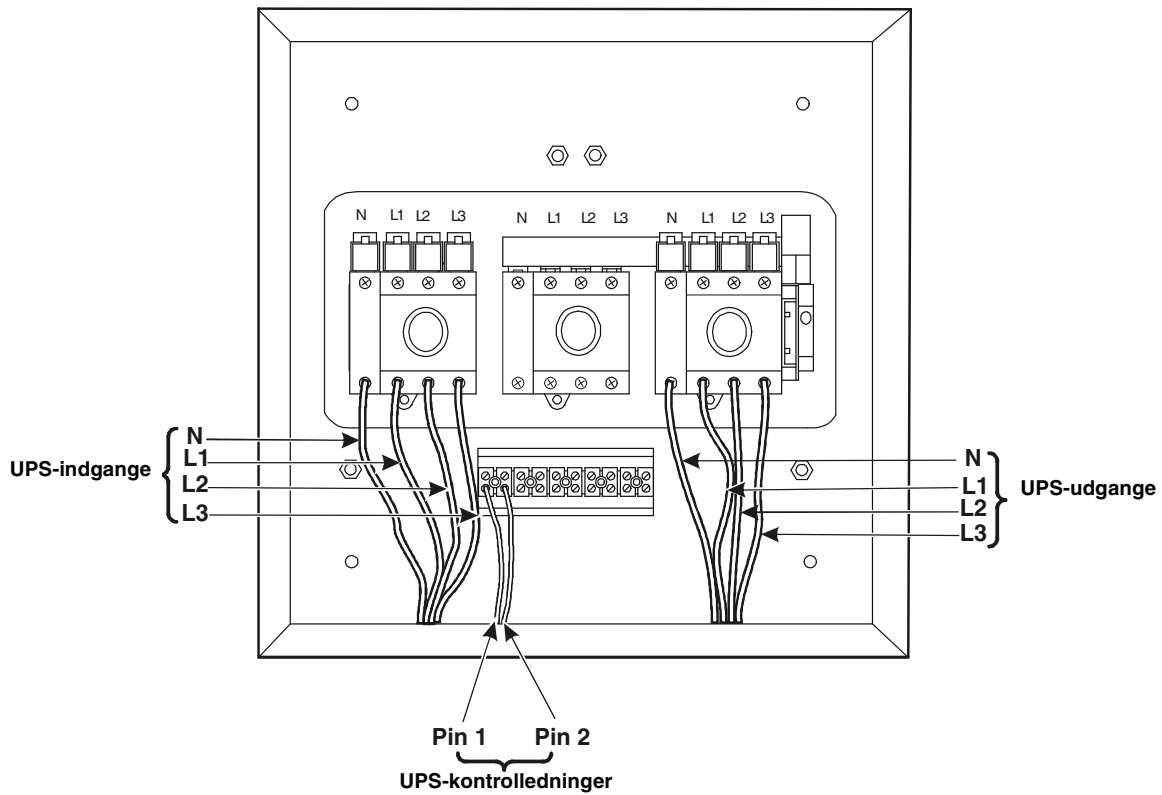 N L1 L2 L3 N L1 L2 L3 N L1 L2 L3
UPS-indgange
N
L1
L2
L3
N
L1
L2
L3
UPS-udgange
Pin 1 Pin 2
UPS-kontrolledninger